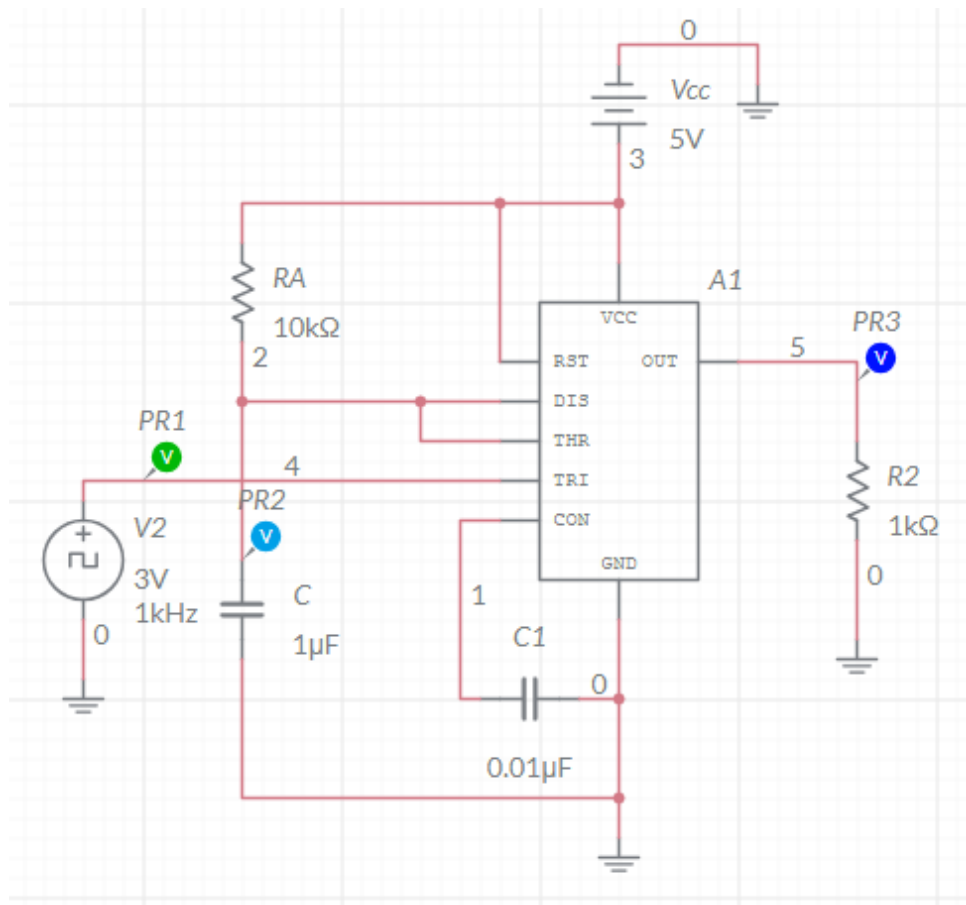 0
Vcc
5V
3
RA
10kΩ
2
A1
VCC
RST
OUT
DIS
THR
TRI
CON
GND
5
PR3
V
PR1
V
4
PR2
V
V2
3V
1kHz
0
C
1µF
1
C1
0
0.01µF
R2
1kΩ
0